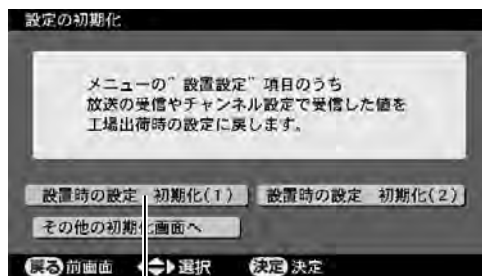 設定の初期化
メニューの"設置設定"項目のうち
放送の受信やチャンネル設定で受信した値を
工場出荷時の設定に戻します。
設置時の設定　初期化(1)　設置時の設定　初期化(2)
その他の初期化画面へ
戻る 前画面　選択　決定 決定